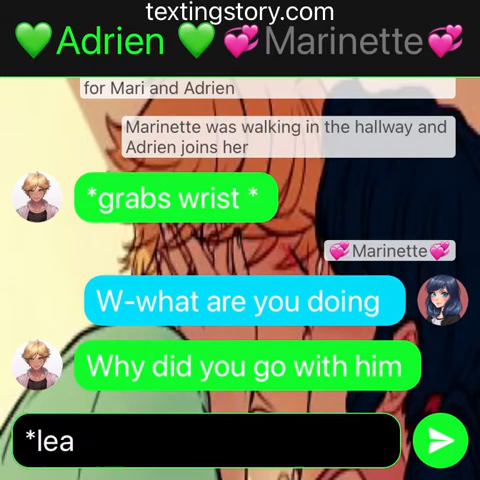 textingstory.com
💚Adrien 💚 💞Marinette💞
for Mari and Adrien
Marinette was walking in the hallway and
Adrien joins her
*grabs wrist *
💞Marinette💞
W-what are you doing
Why did you go with him
*lea